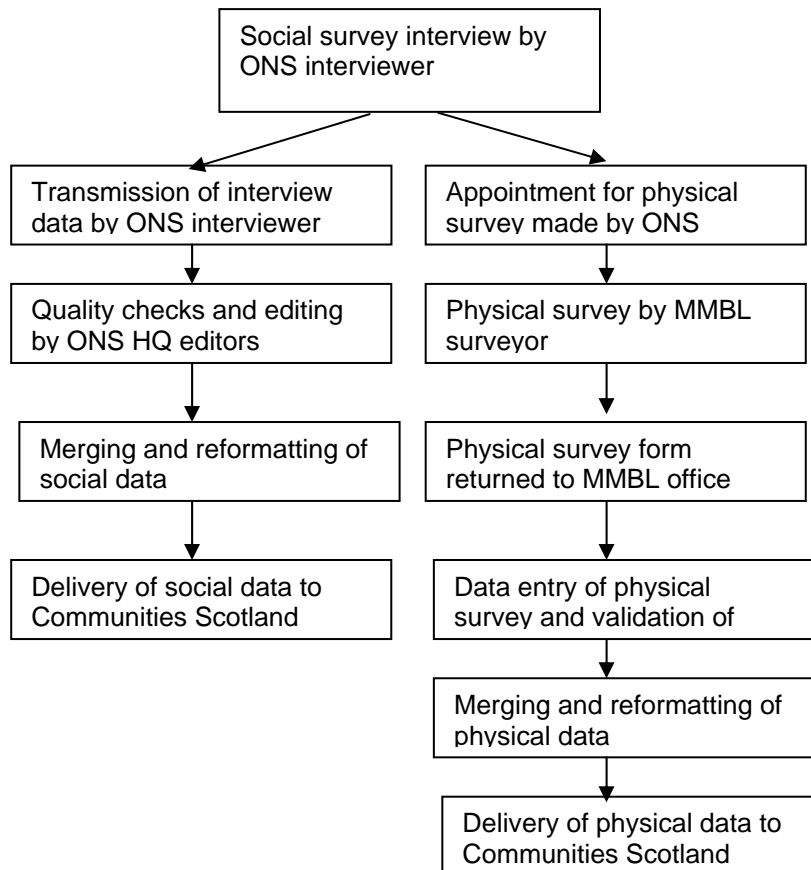 Social survey interview by
ONS interviewer
Transmission of interview
data by ONS interviewer
Appointment for physical
survey made by ONS
Quality checks and editing
by ONS HQ editors
Physical survey by MMBL
surveyor
Merging and reformatting of
social data
Physical survey form
returned to MMBL office
Delivery of social data to
Communities Scotland
Data entry of physical
survey and validation of
Merging and reformatting of
physical data
Delivery of physical data to
Communities Scotland